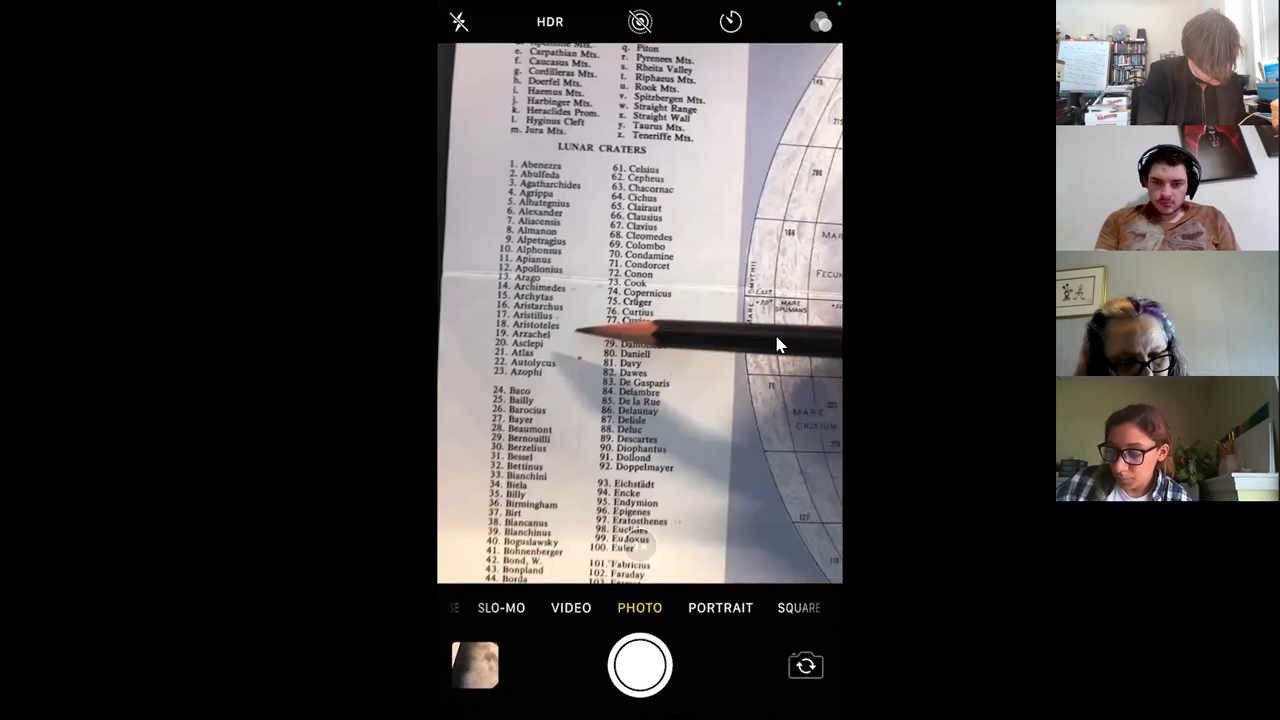 HDR
Carpathian Mts.
f. Caucasus Mts.
g. Cordilleras Mts.
h. Doerfel Mts.
i. Haemus Mts.
j. Harbinger Mts.
k. Heraclides Prom.
l. Hyginus Cleft
m. Jura Mts.
q. Piton
r. Pyrenees Mts.
s. Rheita Valley
t. Riphaeus Mts.
u. Rook Mts.
v. Spitzbergen Mts.
w. Straight Range
x. Straight Wall
y. Taurus Mts.
z. Teneriffe Mts.
LUNAR CRATERS
1. Abenezra
2. Abulfeda
3. Agatharchides
4. Agrippa
5. Albategnius
6. Alexander
7. Aliacensis
8. Almanon
9. Alpetragius
10. Alphonsus
11. Apianus
12. Apollonius
13. Arago
14. Archimedes
15. Archytas
16. Aristarchus
17. Aristillus
18. Aristoteles
19. Arzachel
20. Asclepi
21. Atlas
22. Autolycus
23. Azophi
24. Baco
25. Bailly
26. Barocius
27. Bayer
28. Beaumont
29. Bernouilli
30. Berzelius
31. Bessel
32. Bettinus
33. Bianchini
34. Biela
35. Billy
36. Birmingham
37. Birt
38. Blancanus
39. Blanchinus
40. Boguslawsky
41. Bohnenberger
42. Bond, W.
43. Bonpland
44. Borda
61. Celsius
62. Cepheus
63. Chacornac
64. Cichus
65. Clairaut
66. Clausius
67. Clavius
68. Cleomedes
69. Colombo
70. Condamine
71. Condorcet
72. Conon
73. Cook
74. Copernicus
75. Crüger
76. Curtius
77.
79.
80. Daniell
81. Davy
82. Dawes
83. De Gasparis
84. Delambre
85. De la Rue
86. Delaunay
87. Delisle
88. Deluc
89. Descartes
90. Diophantus
91. Dollond
92. Doppelmayer
93. Eichstädt
94. Encke
95. Endymion
96. Epigenes
97. Eratosthenes
98. Euclides
99. Eudoxus
100. Euler
101. Fabricius
102. Faraday
166
MARE
SPUMANS
71
MARE
CRISIUM
127
SLO-MO VIDEO PHOTO PORTRAIT SQUARE